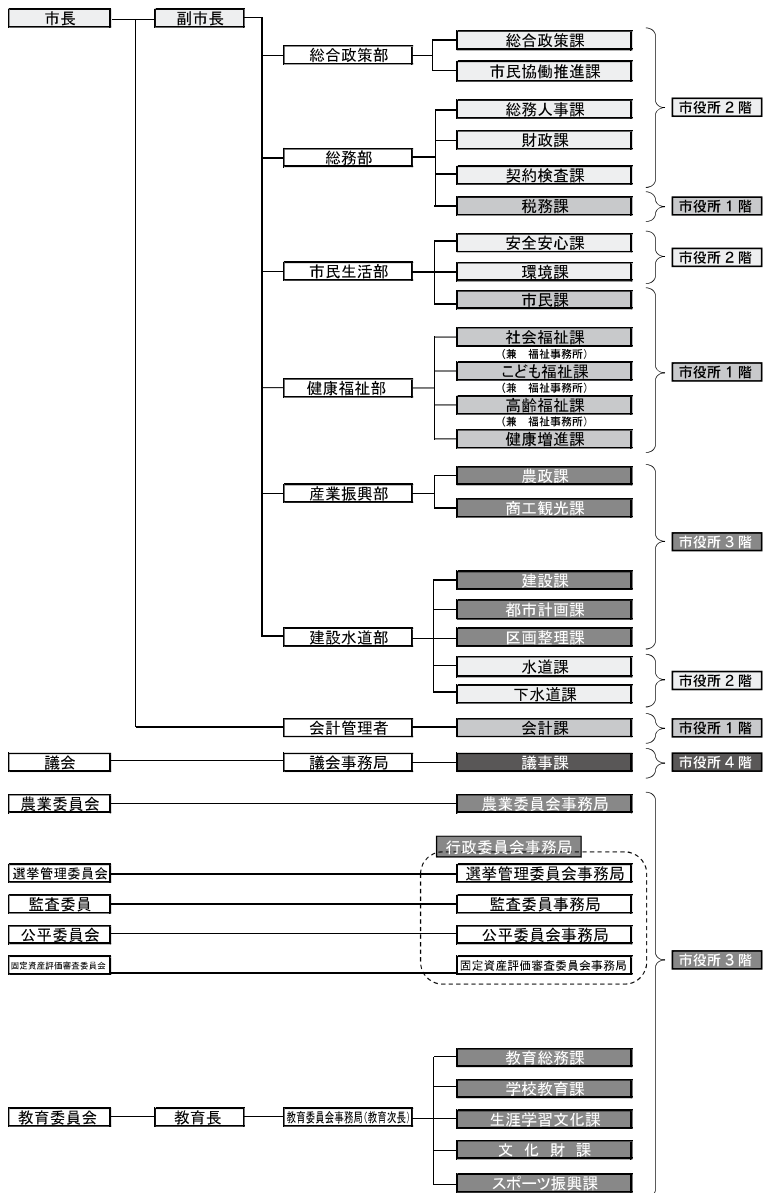 市長
副市長
総合政策部
総合政策課
市民協働推進課
市役所２階
総務部
総務人事課
財政課
契約検査課
税務課
市役所１階
市民生活部
安全安心課
環境課
市役所２階
市民課
健康福祉部
社会福祉課
（兼　福祉事務所）
こども福祉課
（兼　福祉事務所）
高齢福祉課
（兼　福祉事務所）
健康増進課
市役所１階
産業振興部
農政課
商工観光課
市役所３階
建設水道部
建設課
都市計画課
区画整理課
水道課
下水道課
市役所２階
会計管理者
会計課
市役所１階
議会
議会事務局
議事課
市役所４階
農業委員会
農業委員会事務局
行政委員会事務局
選挙管理委員会
選挙管理委員会事務局
監査委員
監査委員事務局
公平委員会
公平委員会事務局
固定資産評価審査委員会
固定資産評価審査委員会事務局
市役所３階
教育委員会
教育長
教育委員会事務局（教育次長）
教育総務課
学校教育課
生涯学習文化課
文　化　財　課
スポーツ振興課